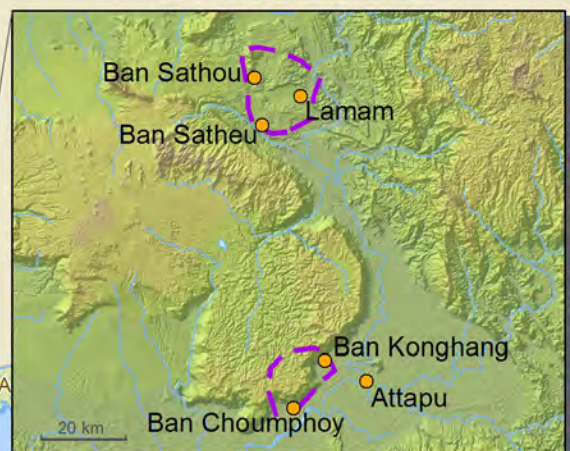 Ban Sathou
Lamam
Ban Satheu
Ban Konghang
Attapu
Ban Choumphoy
20 km
A